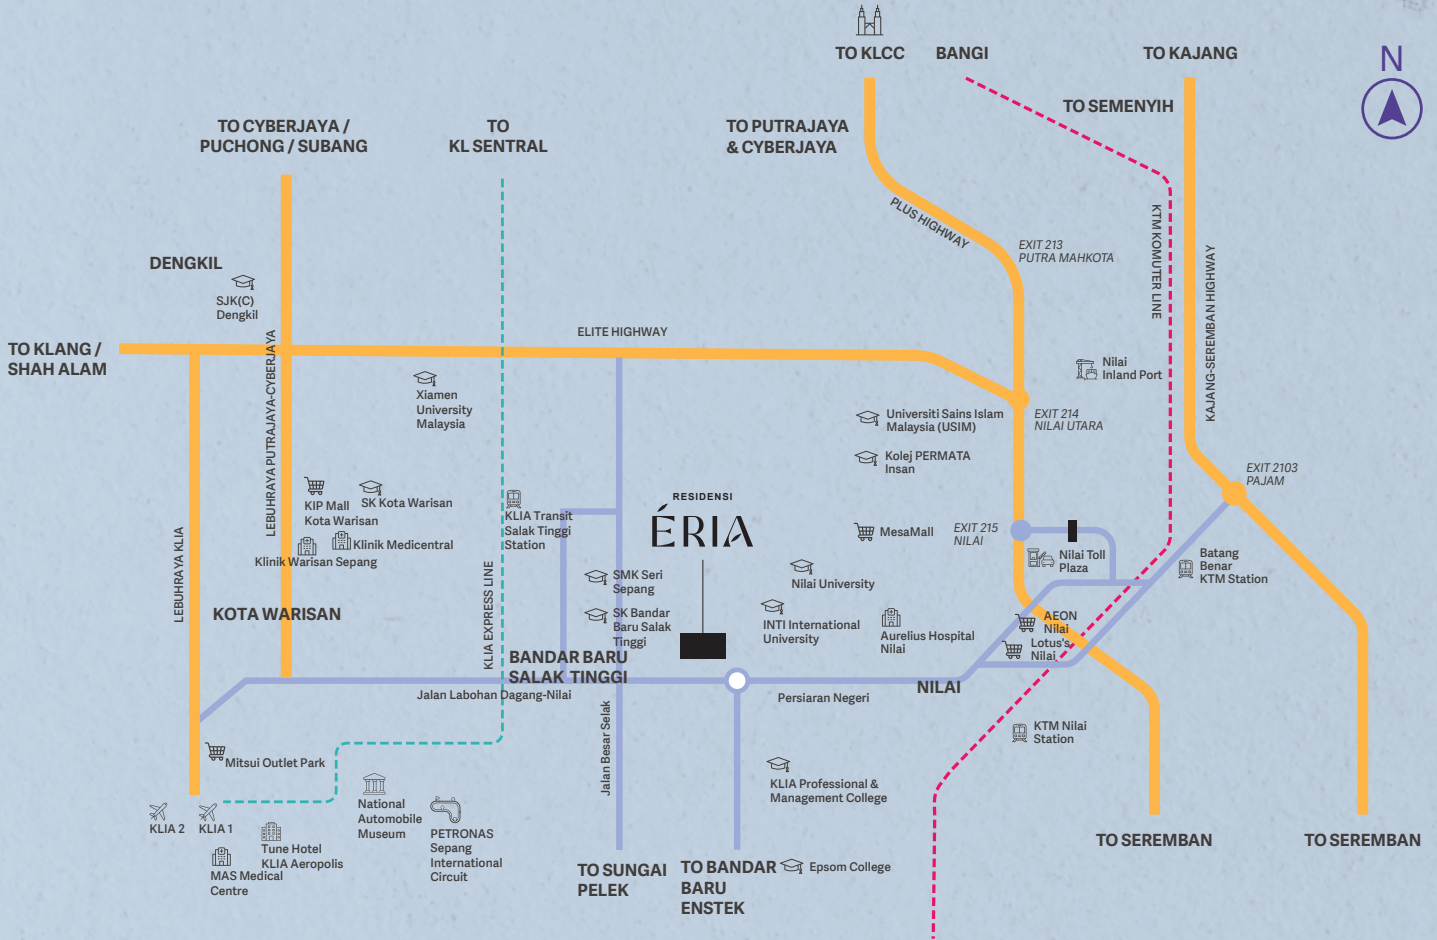 TO KLCC
BANGI
TO KAJANG
N
TO SEMENYIH
TO CYBERJAYA /
PUCHONG / SUBANG
TO
KL SENTRAL
TO PUTRAJAYA
& CYBERJAYA
PLUS HIGHWAY
EXIT 213
PUTRA MAHKOTA
KTM KOMUTER LINE
KAJANG-SEREMBAN HIGHWAY
DENGKIL
SJK(C)
Dengkil
ELITE HIGHWAY
TO KLANG /
SHAH ALAM
LEBUHRAYA PUTRAJAYA-CYBERJAYA
Nilai
Inland Port
Xiamen
University
Malaysia
Universiti Sains Islam
Malaysia (USIM)
EXIT 214
NILAI UTARA
Kolej PERMATA
Insan
EXIT 2103
PAJAM
KIP Mall
Kota Warisan
SK Kota Warisan
RESIDENSI
ÉRIA
KLIA Transit
Salak Tinggi
Station
MesaMall
EXIT 215
NILAI
Klinik Medicentral
Klinik Warisan Sepang
Nilai Toll
Plaza
Batang
Benar
KTM Station
LEBUHRAYA KLIA
KLIA EXPRESS LINE
SMK Seri
Sepang
Nilai University
KOTA WARISAN
SK Bandar
Baru Salak
Tinggi
INTI International
University
Aurelius Hospital
Nilai
AEON
Nilai
Lotus's
Nilai
BANDAR BARU
SALAK TINGGI
NILAI
Jalan Labohan Dagang-Nilai
Persiaran Negeri
Jalan Besar Selak
KTM Nilai
Station
Mitsui Outlet Park
KLIA Professional &
Management College
National
Automobile
Museum
KLIA 2
KLIA 1
PETRONAS
Sepang
International
Circuit
Tune Hotel
KLIA Aeropolis
MAS Medical
Centre
TO SEREMBAN
TO SEREMBAN
TO SUNGAI
PELEK
TO BANDAR
BARU
ENSTEK
Epsom College